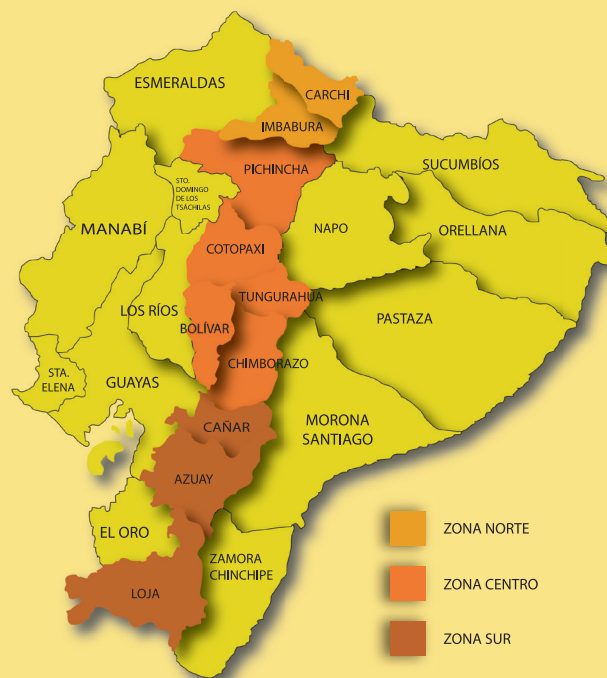 ESMERALDAS
CARCHI
IMBABURA
SUCUMBÍOS
PICHINCHA
STO.
DOMINGO
DE LOS
TSÁCHILAS
MANABÍ
NAPO
ORELLANA
COTOPAXI
TUNGURAHUA
LOS RÍOS
PASTAZA
BOLÍVAR
CHIMBORAZO
STA.
ELENA
GUAYAS
CAÑAR
MORONA
SANTIAGO
AZUAY
EL ORO
ZAMORA
CHINCHIPE
LOJA
ZONA NORTE
ZONA CENTRO
ZONA SUR